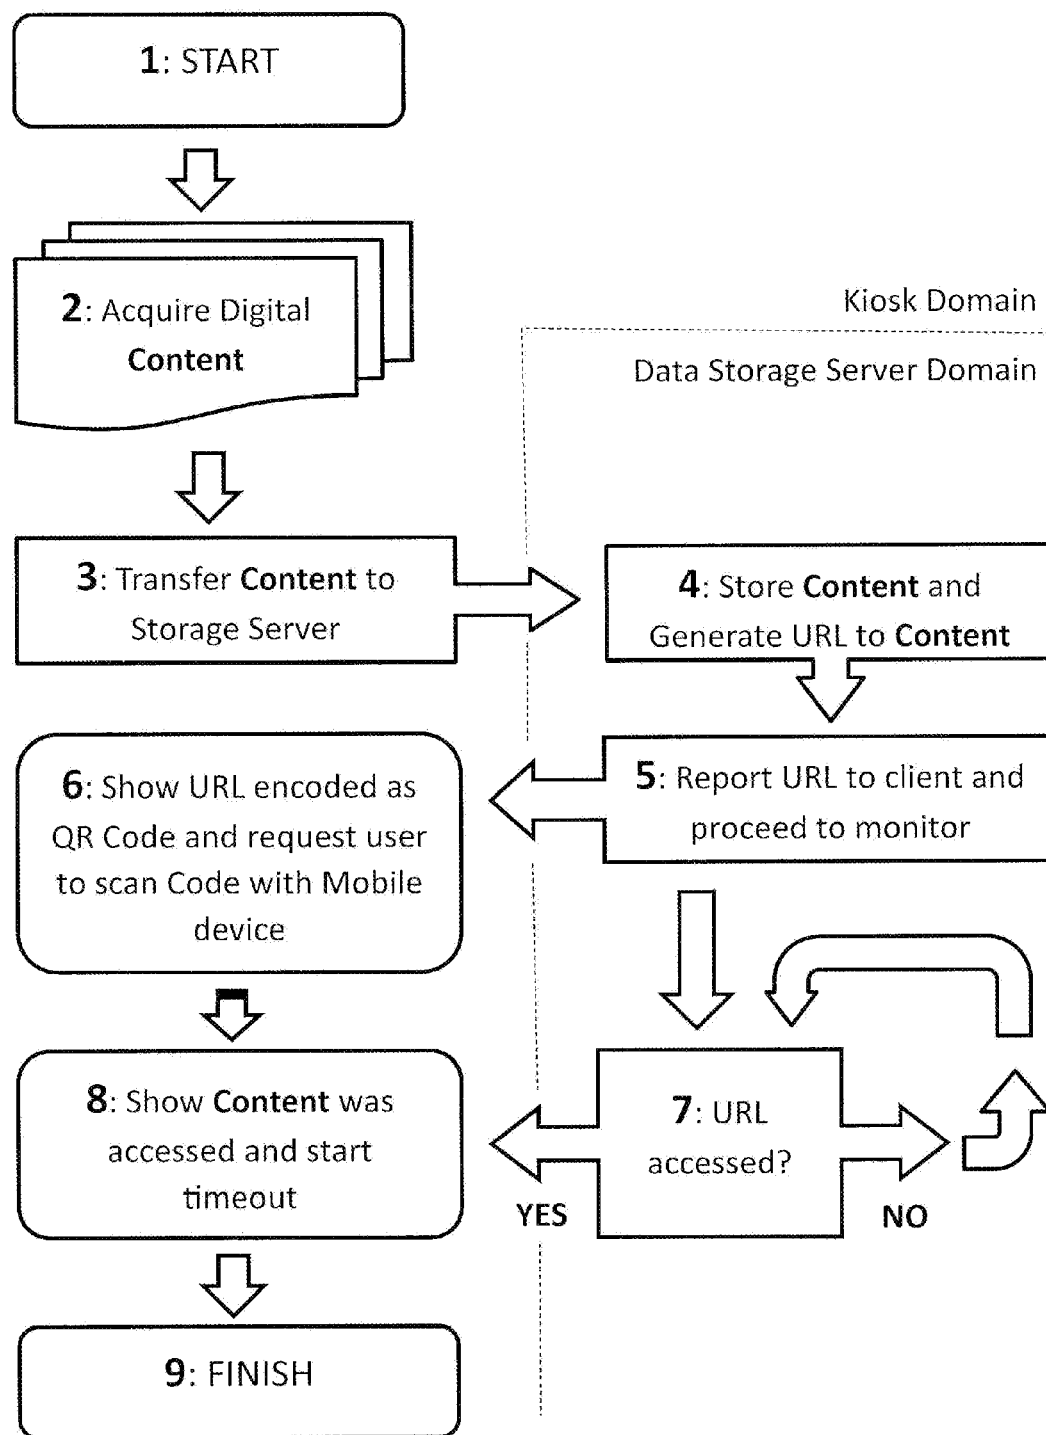 1: START
2: Acquire Digital
Content
Kiosk Domain
Data Storage Server Domain
3: Transfer Content to
Storage Server
4: Store Content and
Generate URL to Content
5: Report URL to client and
proceed to monitor
6: Show URL encoded as
QR Code and request user
to scan Code with Mobile
device
7: URL
accessed?
YES
NO
8: Show Content was
accessed and start
timeout
9: FINISH